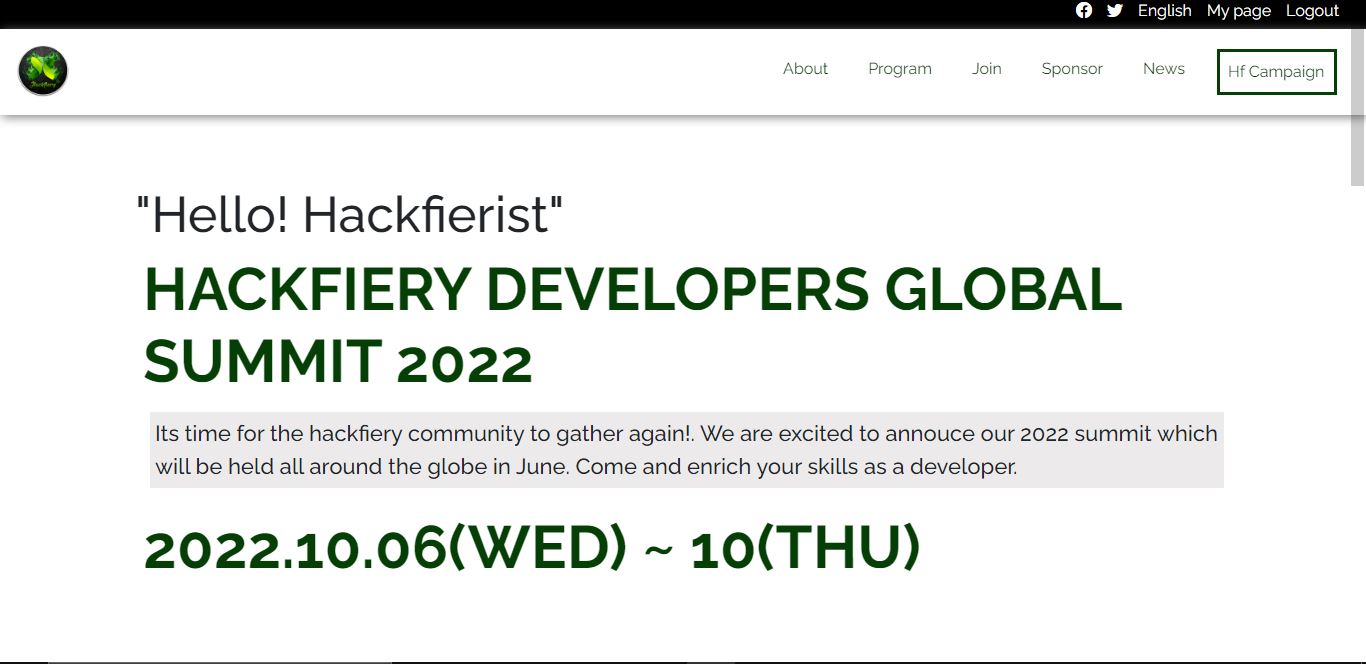 English My page Logout
Hackfiery
About Program Join Sponsor News Hf Campaign
"Hello! Hackfierist"
HACKFIERY DEVELOPERS GLOBAL
SUMMIT 2022
Its time for the hackfiery community to gather again!. We are excited to annouce our 2022 summit which
will be held all around the globe in June. Come and enrich your skills as a developer.
2022.10.06(WED) ~ 10(THU)